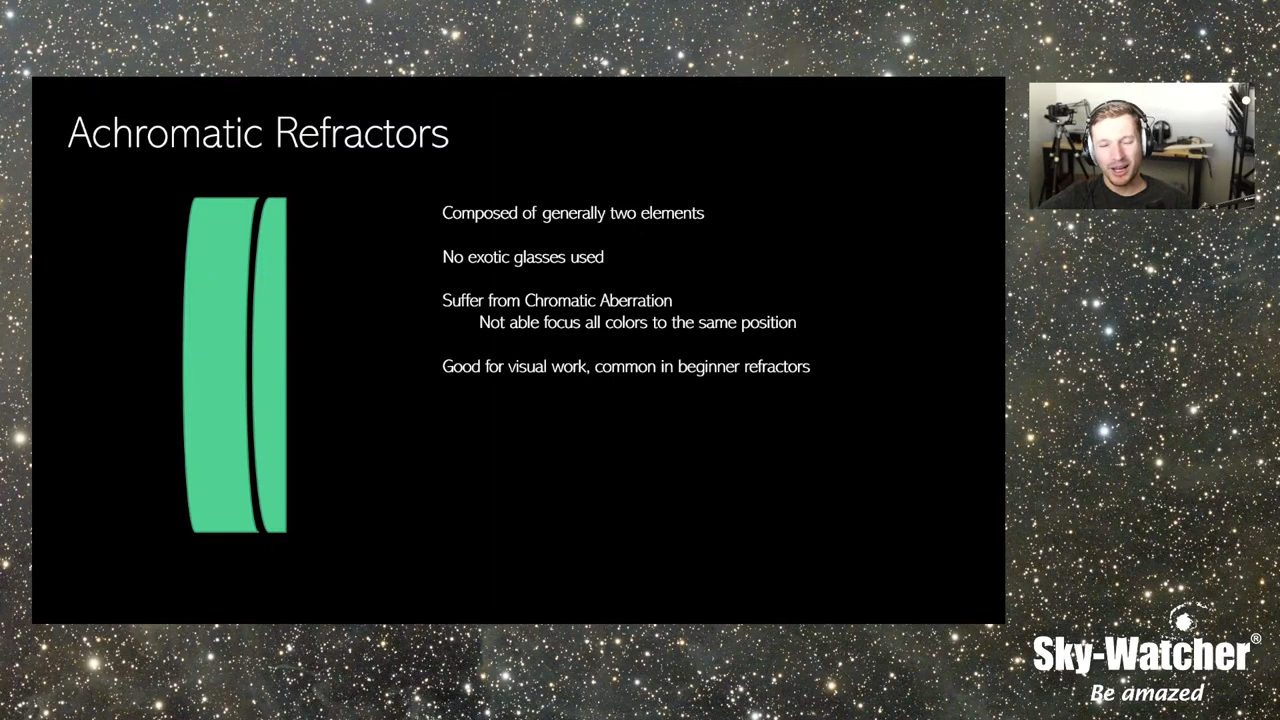 Achromatic Refractors
Composed of generally two elements
No exotic glasses used
Suffer from Chromatic Aberration
Not able focus all colors to the same position
Good for visual work, common in beginner refractors
Sky-Watcher®
Be amazed